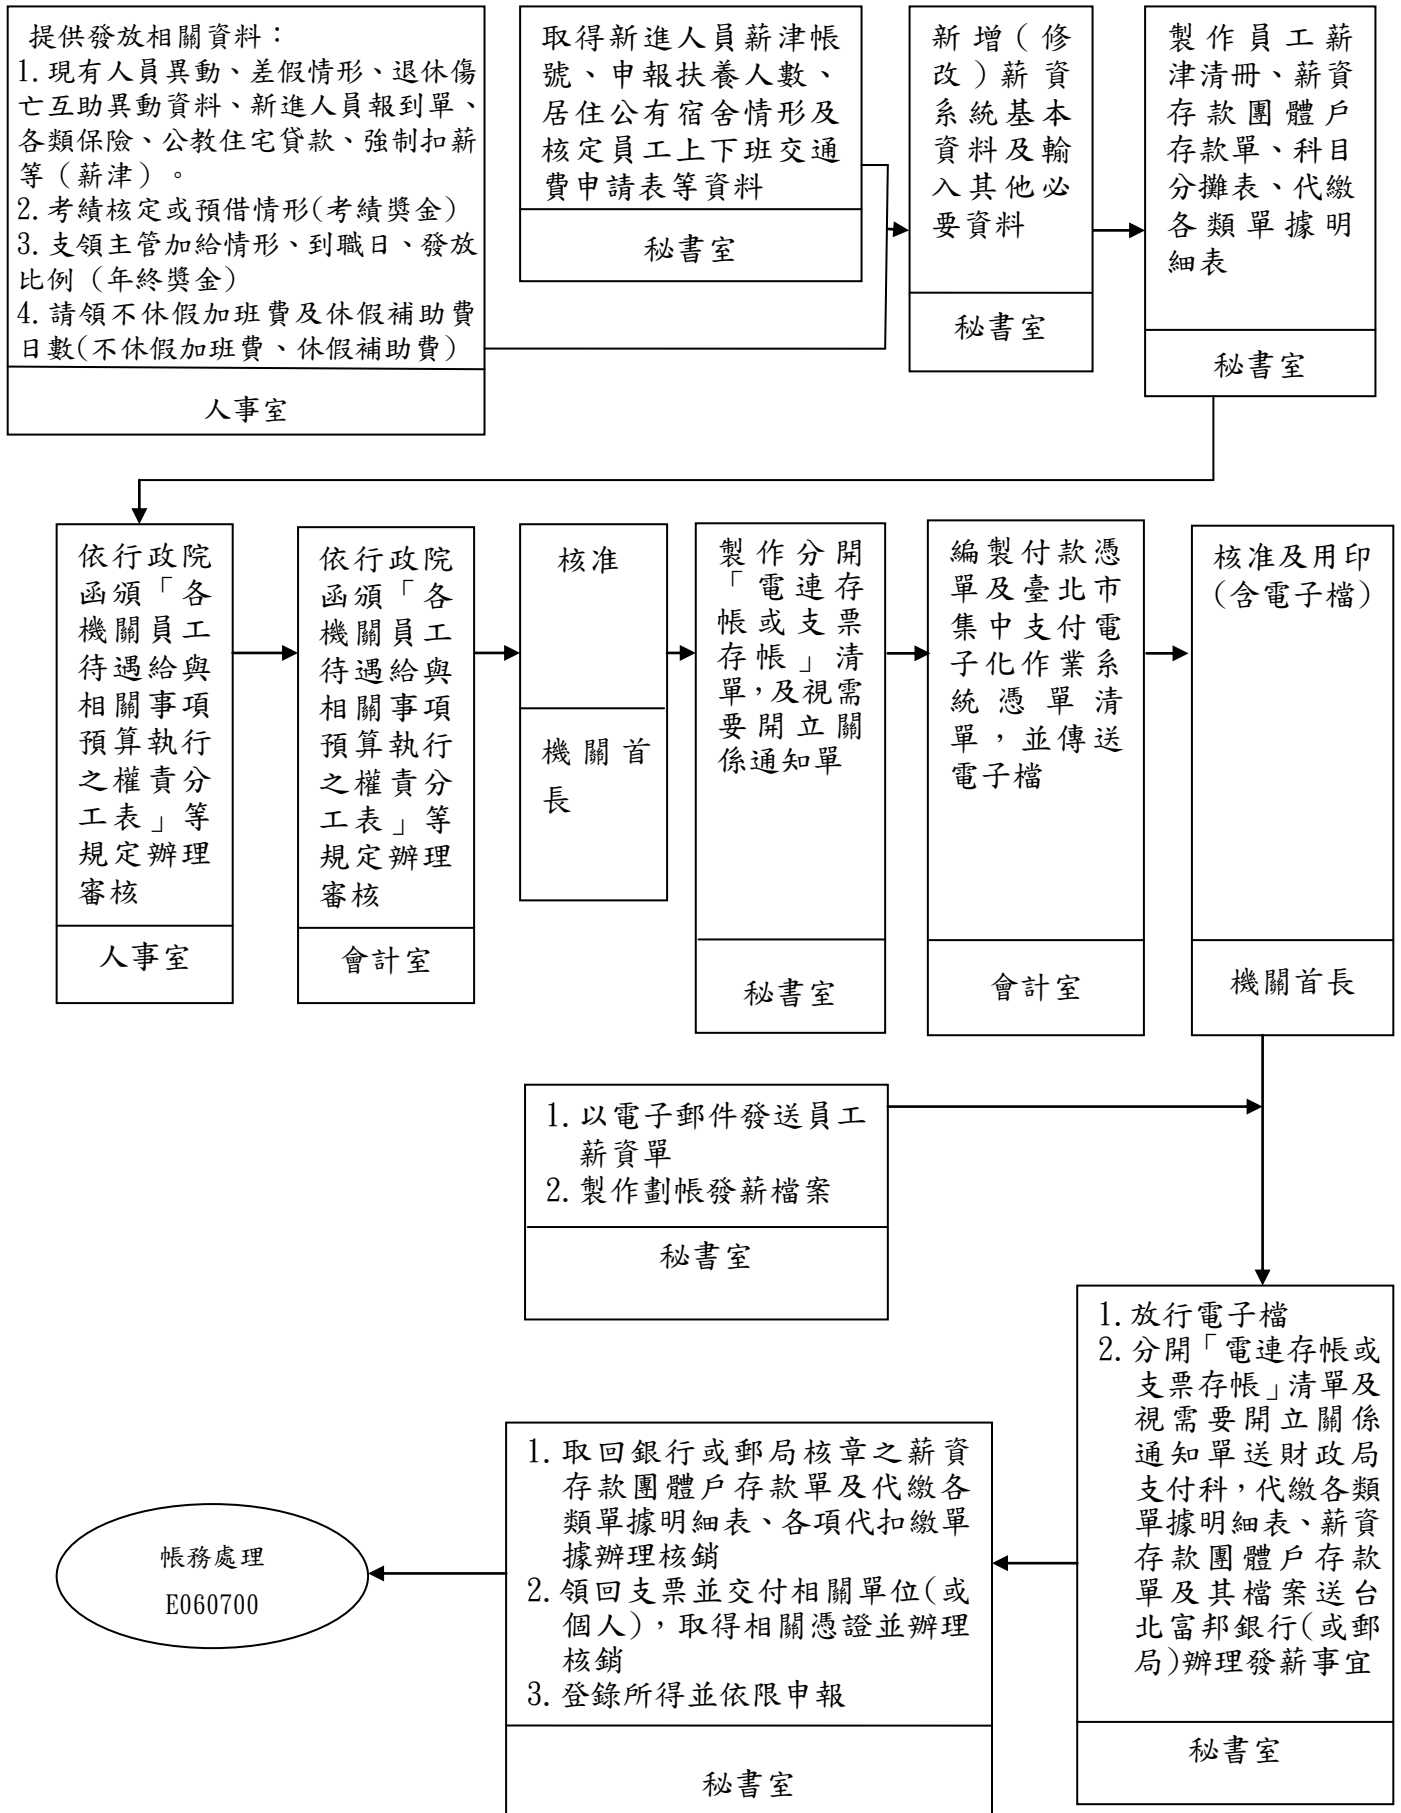 提供發放相關資料：
1.現有人員異動、差假情形、退休傷
亡互助異動資料、新進人員報到單、
各類保險、公教住宅貸款、強制扣薪
等（薪津）。
2.考績核定或預借情形(考績獎金)
3.支領主管加給情形、到職日、發放
比例（年終獎金)
4.請領不休假加班費及休假補助費
日數(不休假加班費、休假補助費)
人事室
取得新進人員薪津帳
號、申報扶養人數、
居住公有宿舍情形及
核定員工上下班交通
費申請表等資料
秘書室
新增（修
改）薪資
系統基本
資料及輸
入其他必
要資料
秘書室
製作員工薪
津清冊、薪資
存款團體戶
存款單、科目
分攤表、代繳
各類單據明
細表
秘書室
依行政院
函頒「各
機關員工
待遇給與
相關事項
預算執行
之權責分
工表」等
規定辦理
審核
人事室
依行政院
函頒「各
機關員工
待遇給與
相關事項
預算執行
之權責分
工表」等
規定辦理
審核
會計室
核准
機關首
長
製作分開
「電連存
帳或支票
存帳」清
單，及視需
要開立關
係通知單
秘書室
編製付款憑
單及臺北市
集中支付電
子化作業系
統憑單清
單，並傳送
電子檔
會計室
核准及用印
(含電子檔)
機關首長
1.以電子郵件發送員工
薪資單
2.製作劃帳發薪檔案
秘書室
1.放行電子檔
2.分開「電連存帳或
支票存帳」清單及
視需要開立關係
通知單送財政局
支付科，代繳各類
單據明細表、薪資
存款團體戶存款
單及其檔案送台
北富邦銀行(或郵
局)辦理發薪事宜
秘書室
1.取回銀行或郵局核章之薪資
存款團體戶存款單及代繳各
類單據明細表、各項代扣繳單
據辦理核銷
2.領回支票並交付相關單位(或
個人)，取得相關憑證並辦理
核銷
3.登錄所得並依限申報
秘書室
帳務處理
E060700